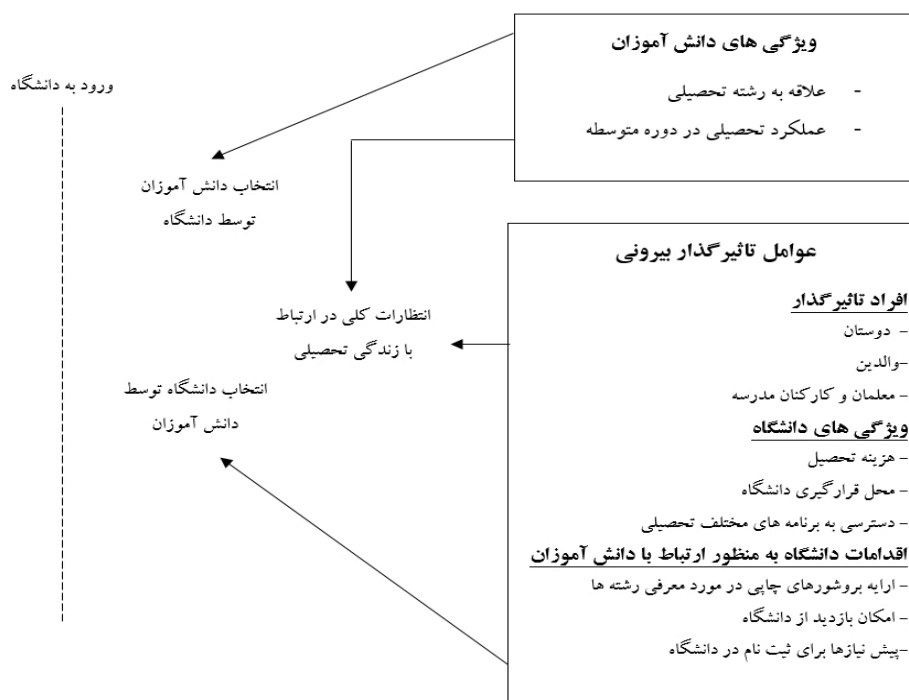 ویژگی های دانش آموزان
- علاقه به رشته تحصیلی
- عملکرد تحصیلی در دوره متوسطه
ورود به دانشگاه
انتخاب دانش آموزان
توسط دانشگاه
انتظارات کلی در ارتباط
با زندگی تحصیلی
انتخاب دانشگاه توسط
دانش آموزان
عوامل تاثیرگذار بیرونی
افراد تاثیرگذار
- دوستان
-والدین
- معلمان و کارکنان مدرسه
ویژگی های دانشگاه
- هزینه تحصیل
- محل قرارگیری دانشگاه
- دسترسی به برنامه های مختلف تحصیلی
اقدامات دانشگاه به منظور ارتباط با دانش آموزان
- ارایه بروشورهای چاپی در مورد معرفی رشته ها
- امکان بازدید از دانشگاه
-پیش نیازها برای ثبت نام در دانشگاه